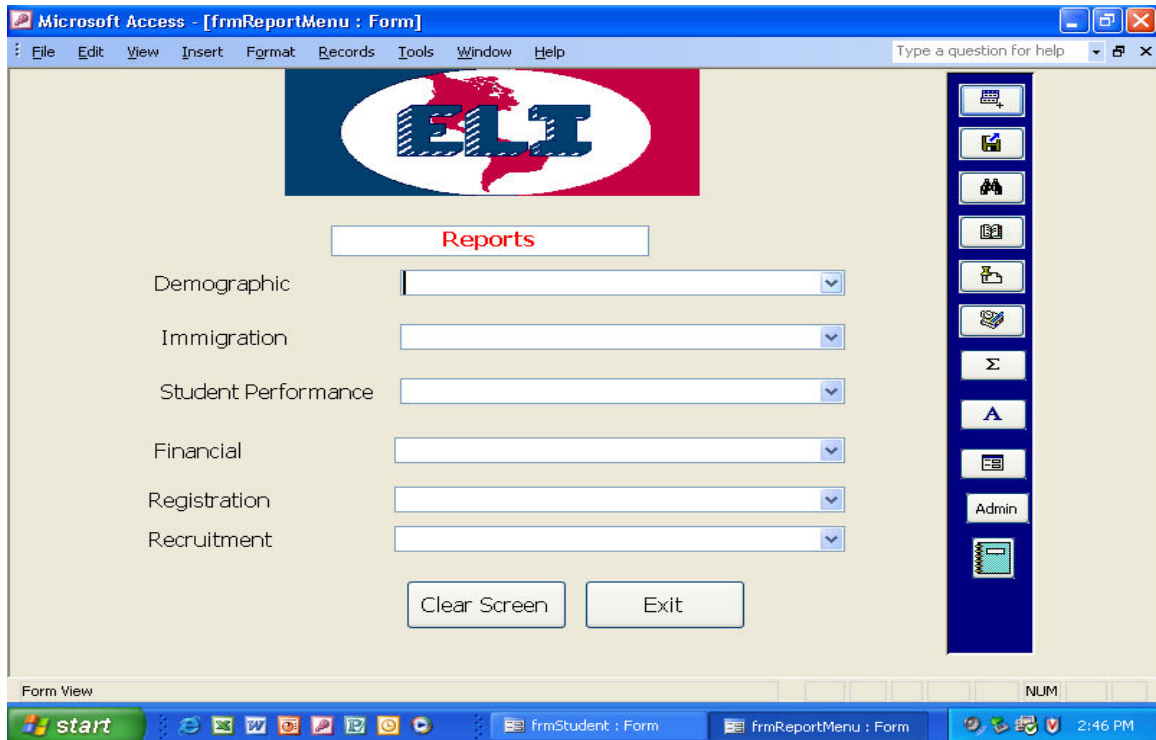 Microsoft Access - [frmReportMenu : Form]
File Edit View Insert Format Records Tools Window Help Type a question for help
ELI
Reports
Demographic
Immigration
Student Performance
Financial
Registration
Recruitment
Clear Screen Exit
Σ
A
Admin
Form View NUM
start frmStudent : Form frmReportMenu : Form 2:46 PM